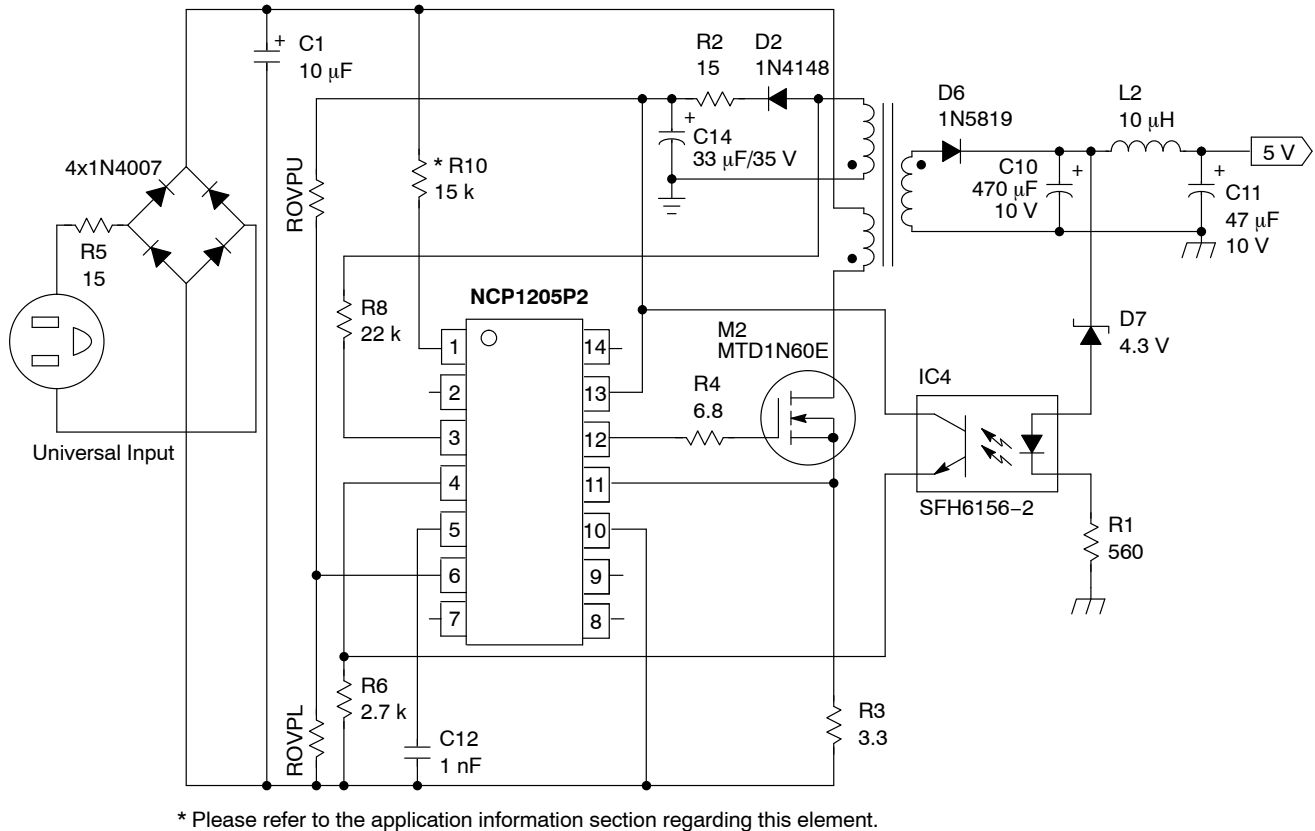 C1
10 μF
+
R2
15
D2
1N4148
D6
1N5819
L2
10 μH
5 V
+
C14
33 μF/35 V
C10
470 μF
10 V
+
+
C11
47 μF
10 V
4x1N4007
* R10
15 k
ROVPU
R5
15
Universal Input
R8
22 k
NCP1205P2
1
2
3
4
5
6
7
14
13
12
11
10
9
8
M2
MTD1N60E
R4
6.8
D7
4.3 V
IC4
SFH6156−2
R1
560
R6
2.7 k
ROVPL
C12
1 nF
R3
3.3
* Please refer to the application information section regarding this element.